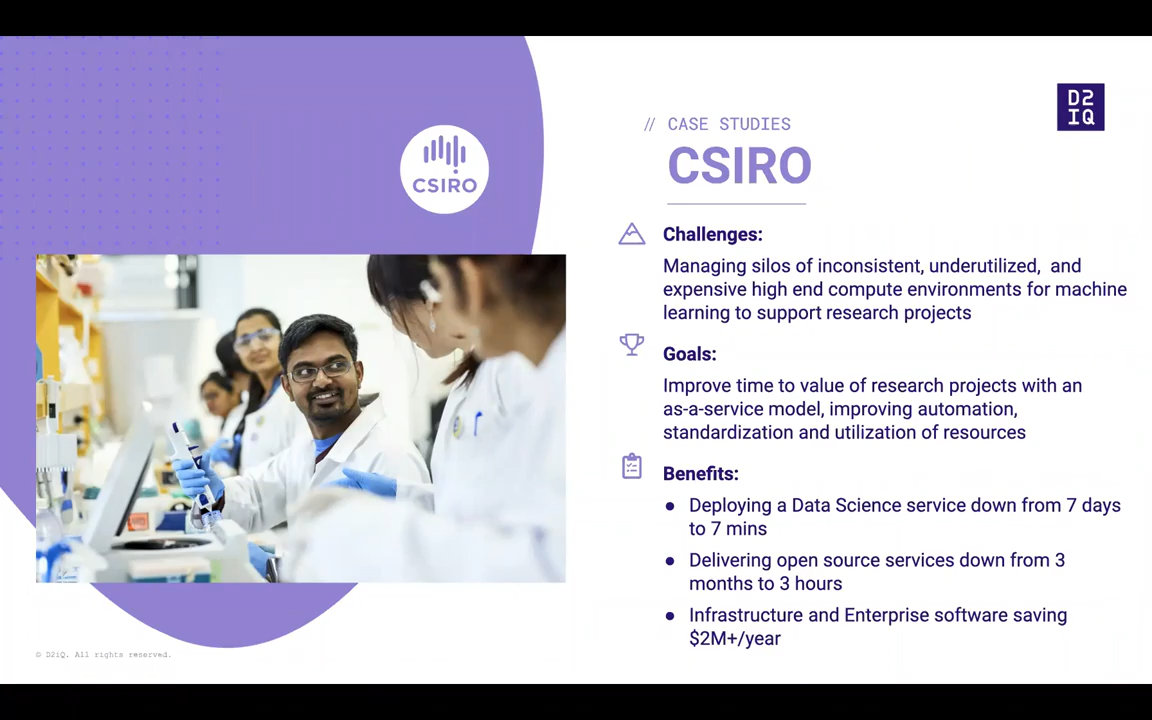 CSIRO
D2
IQ
// CASE STUDIES
CSIRO
Challenges:
Managing silos of inconsistent, underutilized,  and
expensive high end compute environments for machine
learning to support research projects
Goals:
Improve time to value of research projects with an
as-a-service model, improving automation,
standardization and utilization of resources
Benefits:
● Deploying a Data Science service down from 7 days
to 7 mins
● Delivering open source services down from 3
months to 3 hours
● Infrastructure and Enterprise software saving
$2M+/year
© D2iQ. All rights reserved.